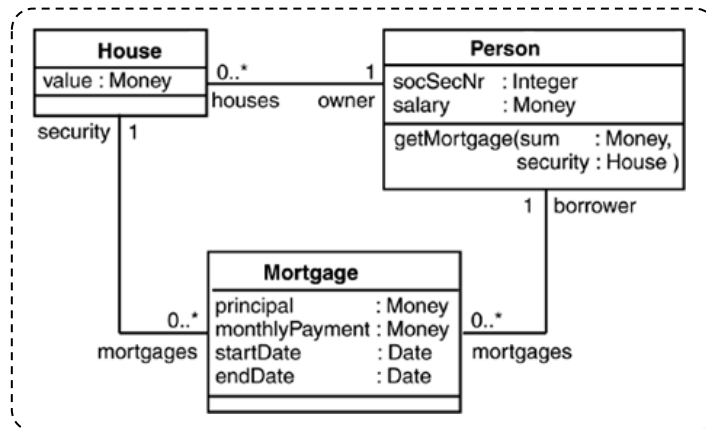 House
value : Money
0..*
houses
1
owner
Person
socSecNr : Integer
salary : Money
getMortgage(sum : Money,
security : House )
security 1
1 borrower
Mortgage
principal : Money
monthlyPayment : Money
startDate : Date
endDate : Date
0..*
mortgages
0..*
mortgages